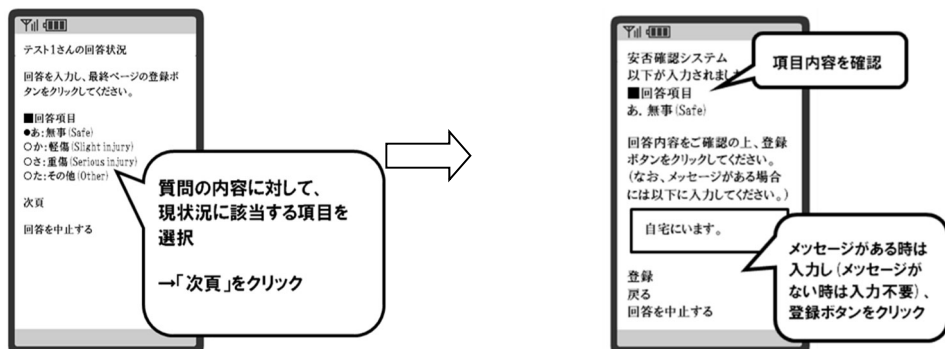 テスト1さんの回答状況
回答を入力し、最終ページの登録ボ
タンをクリックしてください。
■回答項目
●あ:無事(Safe)
○か:軽傷(Slight injury)
○さ:重傷(Serious injury)
○た:その他(Other)
次頁
回答を中止する
質問の内容に対して、
現状況に該当する項目を
選択
→「次頁」をクリック
安否確認システム
以下が入力されました
■回答項目
あ. 無事(Safe)
項目内容を確認
回答内容をご確認の上、登録
ボタンをクリックしてください。
(なお、メッセージがある場合
には以下に入力してください。)
自宅にいます。
登録
戻る
回答を中止する
メッセージがある時は
入力し(メッセージが
ない時は入力不要)、
登録ボタンをクリック